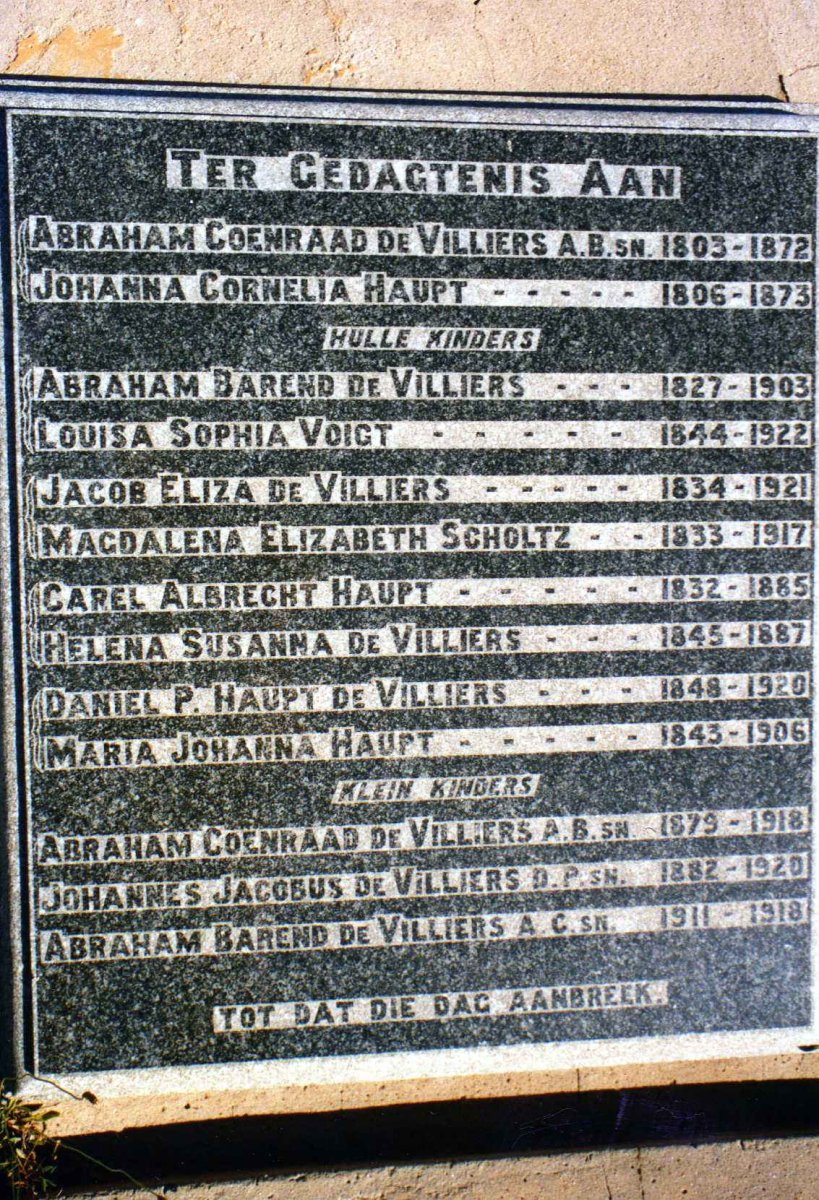 TER GEDAGTENIS AAN
ABRAHAM COENRAAD DE VILLIERS A.B.SN. 1803-1872
JOHANNA CORNELIA HAUPT - - - - - 1806-1873
HULLE KINDERS
ABRAHAM BAREND DE VILLIERS - - - 1827-1903
LOUISA SOPHIA VOIGT - - - - - 1844-1922
JACOB ELIZA DE VILLIERS - - - - - 1834-1921
MAGDALENA ELIZABETH SCHOLTZ - - 1833-1917
CAREL ALBRECHT HAUPT - - - - - 1832-1885
HELENA SUSANNA DE VILLIERS - - - 1845-1887
DANIEL P. HAUPT DE VILLIERS - - - 1848-1920
MARIA JOHANNA HAUPT - - - - - 1843-1906
KLEIN KINDERS
ABRAHAM COENRAAD DE VILLIERS A.B.SN. 1879-1918
JOHANNES JACOBUS DE VILLIERS D.P.SN. 1882-1920
ABRAHAM BAREND DE VILLIERS A.C.SN. 1911-1918
TOT DAT DIE DAG AANBREEK.